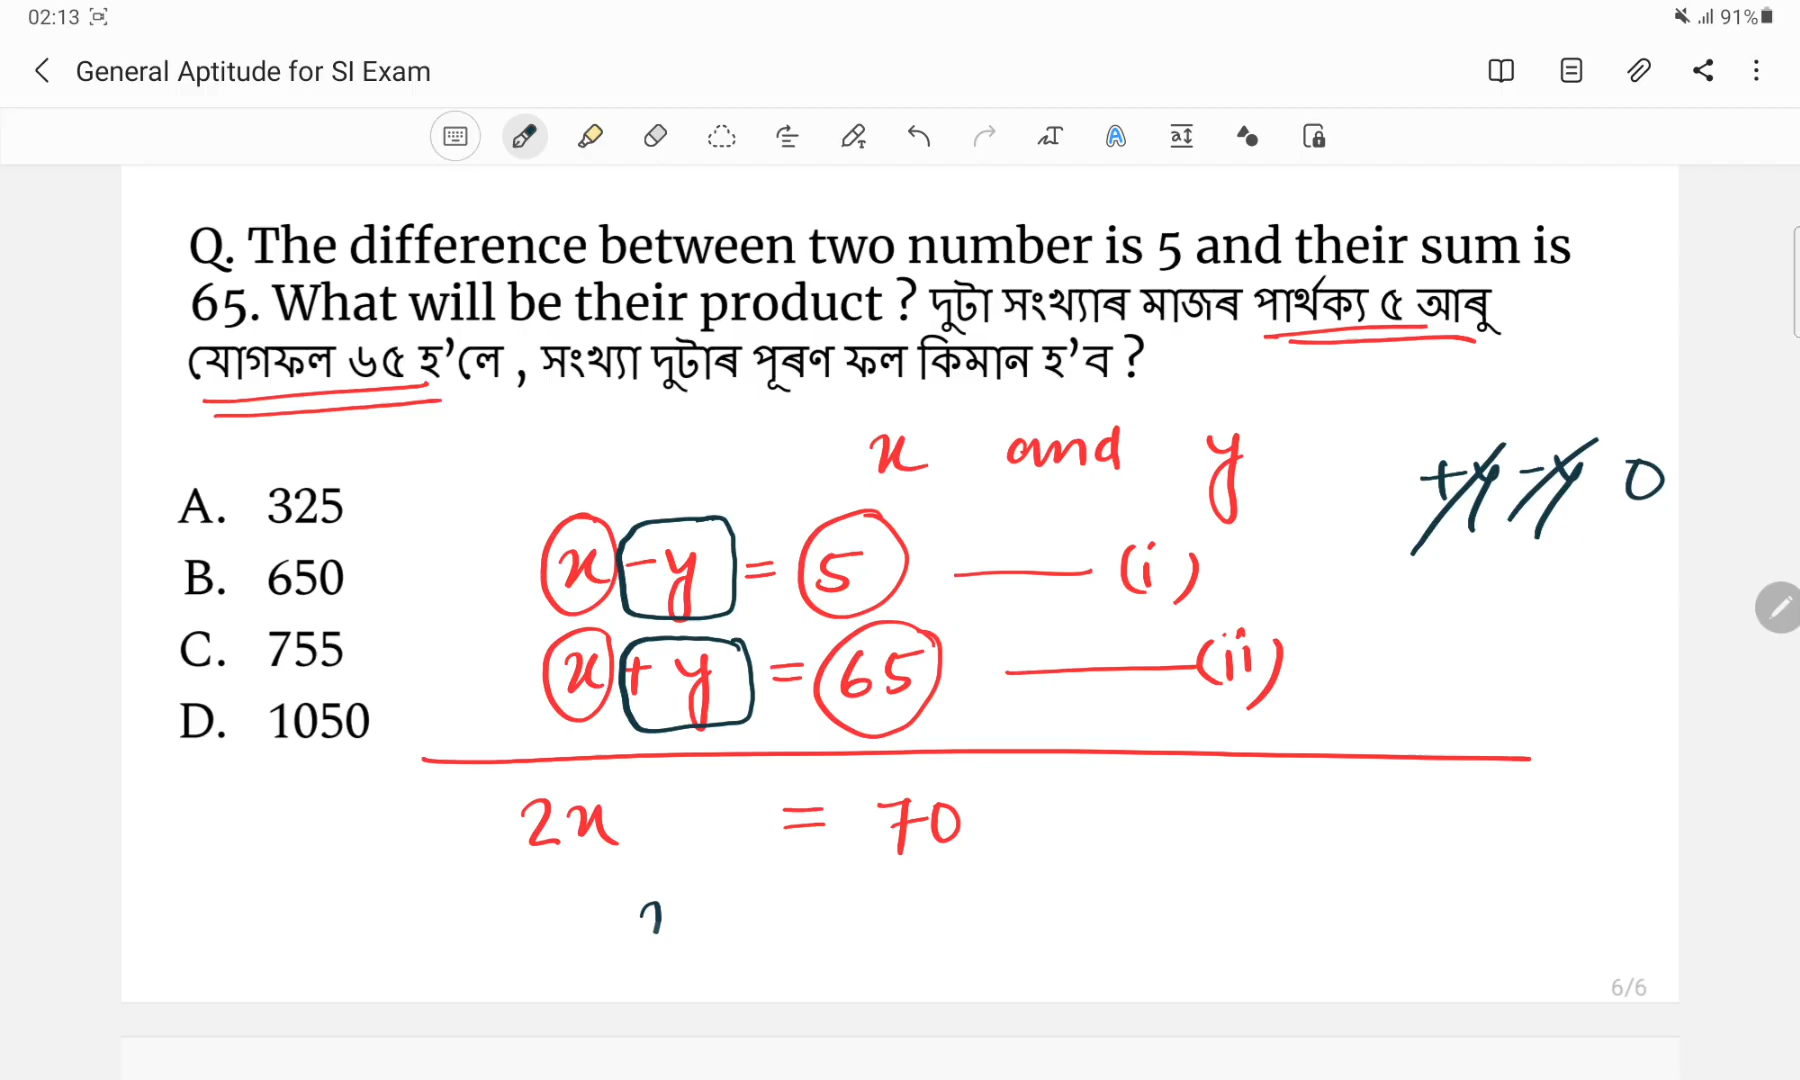 02:13
91%
General Aptitude for SI Exam
Q. The difference between two number is 5 and their sum is
65. What will be their product ? দুটা সংখ্যাৰ মাজৰ পাৰ্থক্য ৫ আৰু
যোগফল ৬৫ হ’লে , সংখ্যা দুটাৰ পূৰণ ফল কিমান হ’ব ?
x and y
+y -y 0
A. 325
B. 650
C. 755
D. 1050
x - y = 5 —— (i)
x + y = 65 —— (ii)
2x = 70
6/6